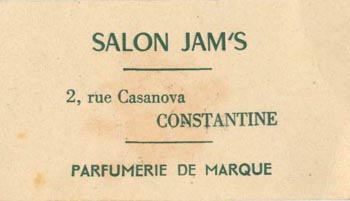 SALON JAM'S
2, rue Casanova
CONSTANTINE
PARFUMERIE DE MARQUE